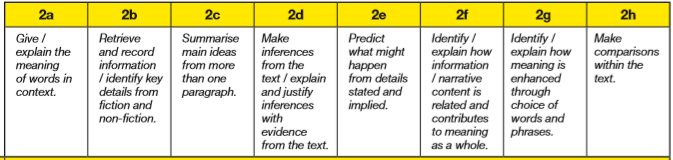 2a
2b
2c
2d
2e
2f
2g
2h
Give /
explain the
meaning
of words in
context.
Retrieve
and record
information
/ identify key
details from
fiction and
non-fiction.
Summarise
main ideas
from more
than one
paragraph.
Make
inferences
from the
text / explain
and justify
inferences
with
evidence
from the text.
Predict
what might
happen
from details
stated and
implied.
Identify /
explain how
information
/ narrative
content is
related and
contributes
to meaning
as a whole.
Identify /
explain how
meaning is
enhanced
through
choice of
words and
phrases.
Make
comparisons
within the
text.